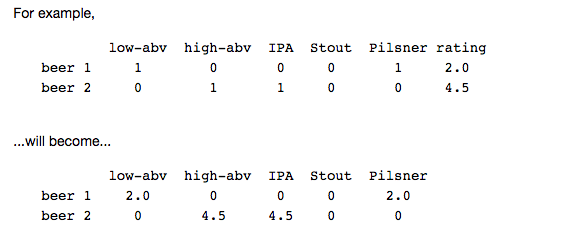 For example,
low-abv high-abv IPA Stout Pilsner rating
beer 1 1 0 0 0 1 2.0
beer 2 0 1 1 0 0 4.5
...will become...
low-abv high-abv IPA Stout Pilsner
beer 1 2.0 0 0 0 2.0
beer 2 0 4.5 4.5 0 0